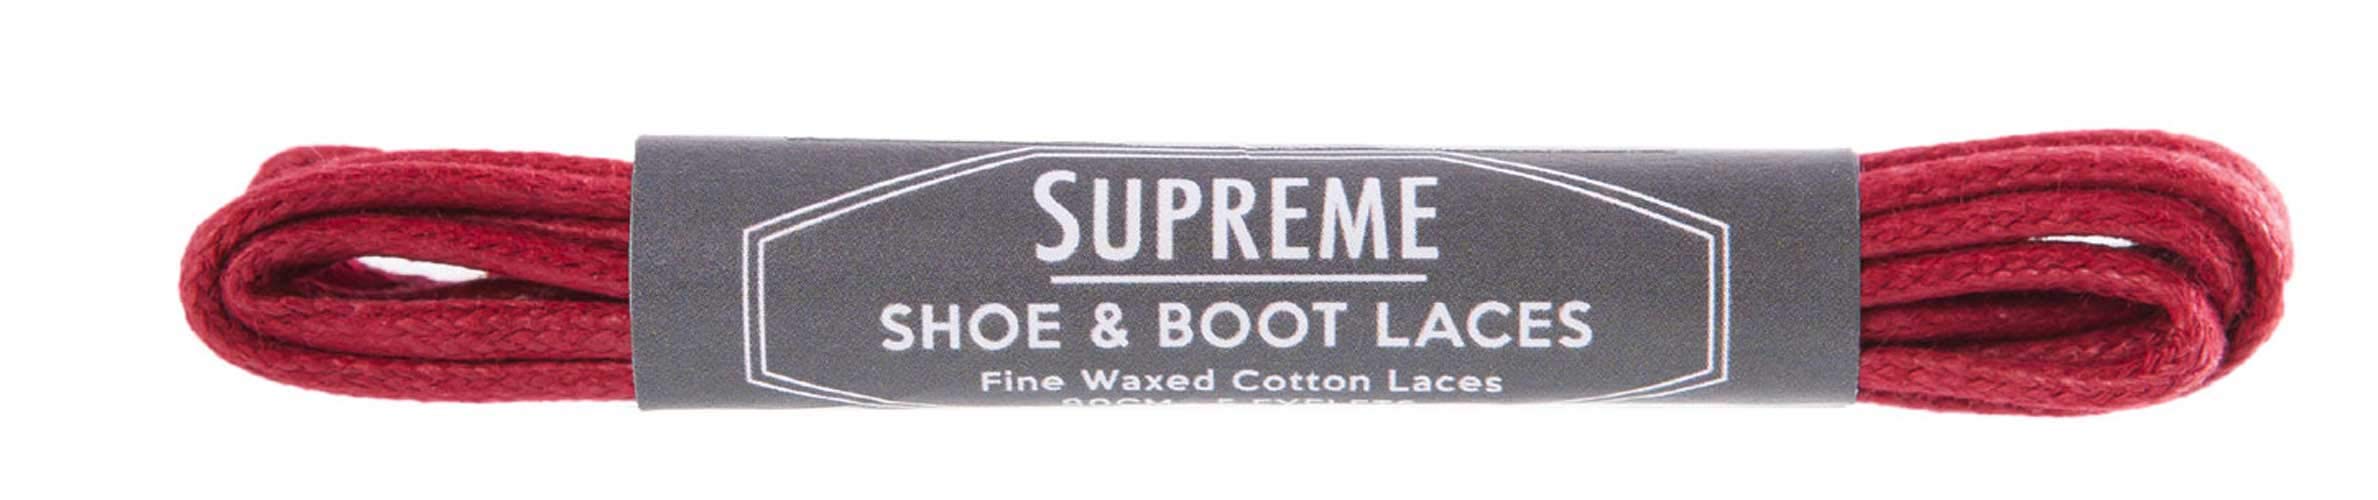 SUPREME
SHOE & BOOT LACES
Fine Waxed Cotton Laces